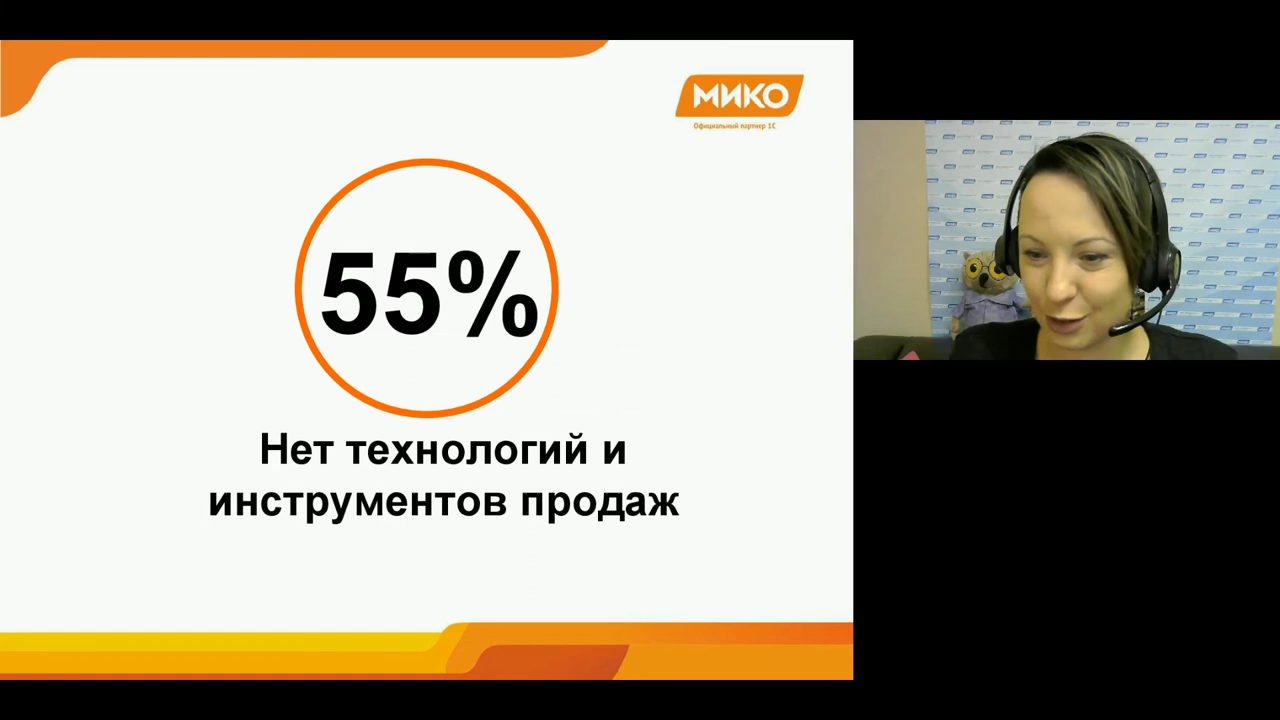 МИКО
Официальный партнер 1С
55%
Нет технологий и
инструментов продаж